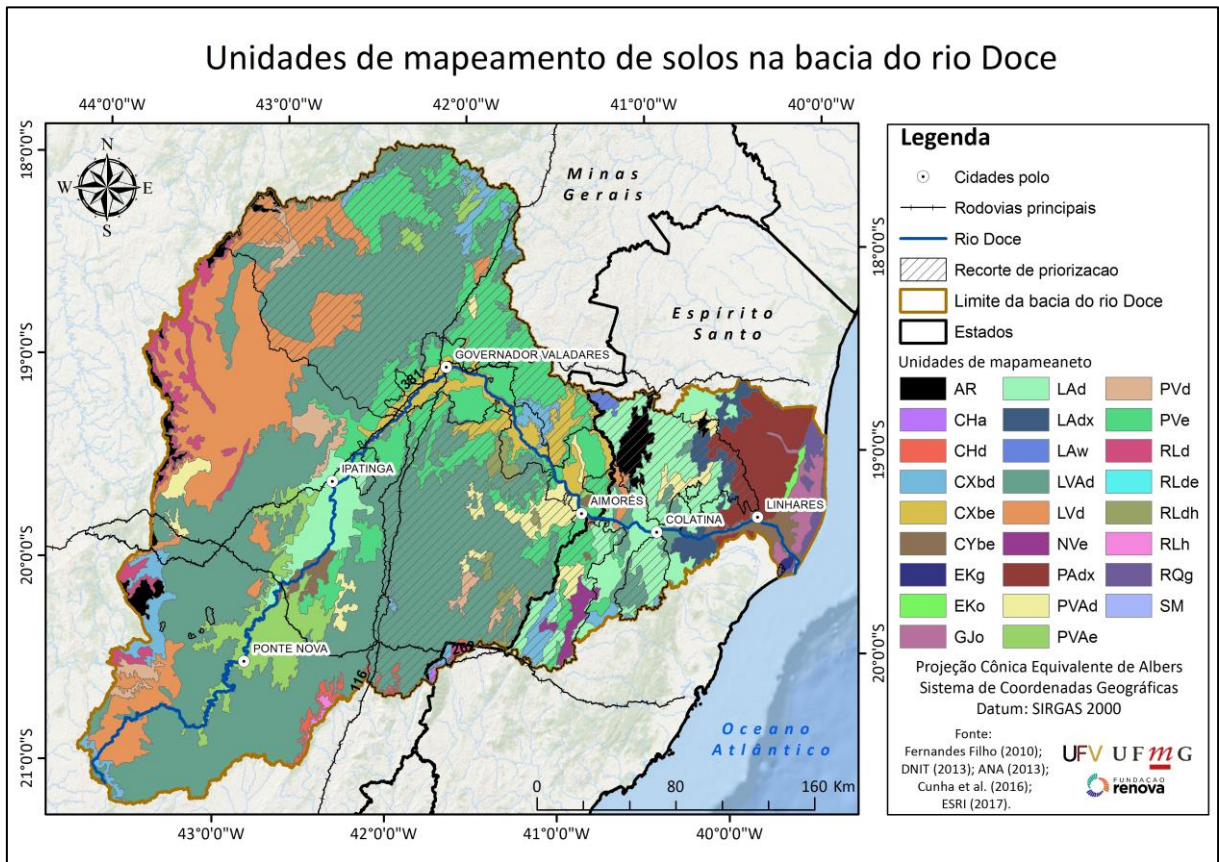 Unidades de mapeamento de solos na bacia do rio Doce
44°0'0"W
43°0'0"W
42°0'0"W
41°0'0"W
40°0'0"W
18°0'0"S
19°0'0"S
20°0'0"S
21°0'0"S
N
W
E
S
Minas
Gerais
Espírito
Santo
GOVERNADOR VALADARES
381
IPATINGA
AIMORÉS
COLATINA
LINHARES
PONTE NOVA
262
116
Oceano
Atlântico
0 80 160 Km
18°0'0"S
19°0'0"S
20°0'0"S
43°0'0"W
42°0'0"W
41°0'0"W
40°0'0"W
Legenda
Cidades polo
Rodovias principais
Rio Doce
Recorte de priorizacao
Limite da bacia do rio Doce
Estados
Unidades de mapameaneto
AR LAd PVd
CHa LAdx PVe
CHd LAw RLd
CXbd LVAd RLde
CXbe LVd RLdh
CYbe NVe RLh
EKg PAdx RQg
EKo PVAd SM
GJo PVAe
Projeção Cônica Equivalente de Albers
Sistema de Coordenadas Geográficas
Datum: SIRGAS 2000
Fonte:
Fernandes Filho (2010);
DNIT (2013); ANA (2013);
Cunha et al. (2016);
ESRI (2017).
UFV UFmG
FUNDAÇÃO
renova